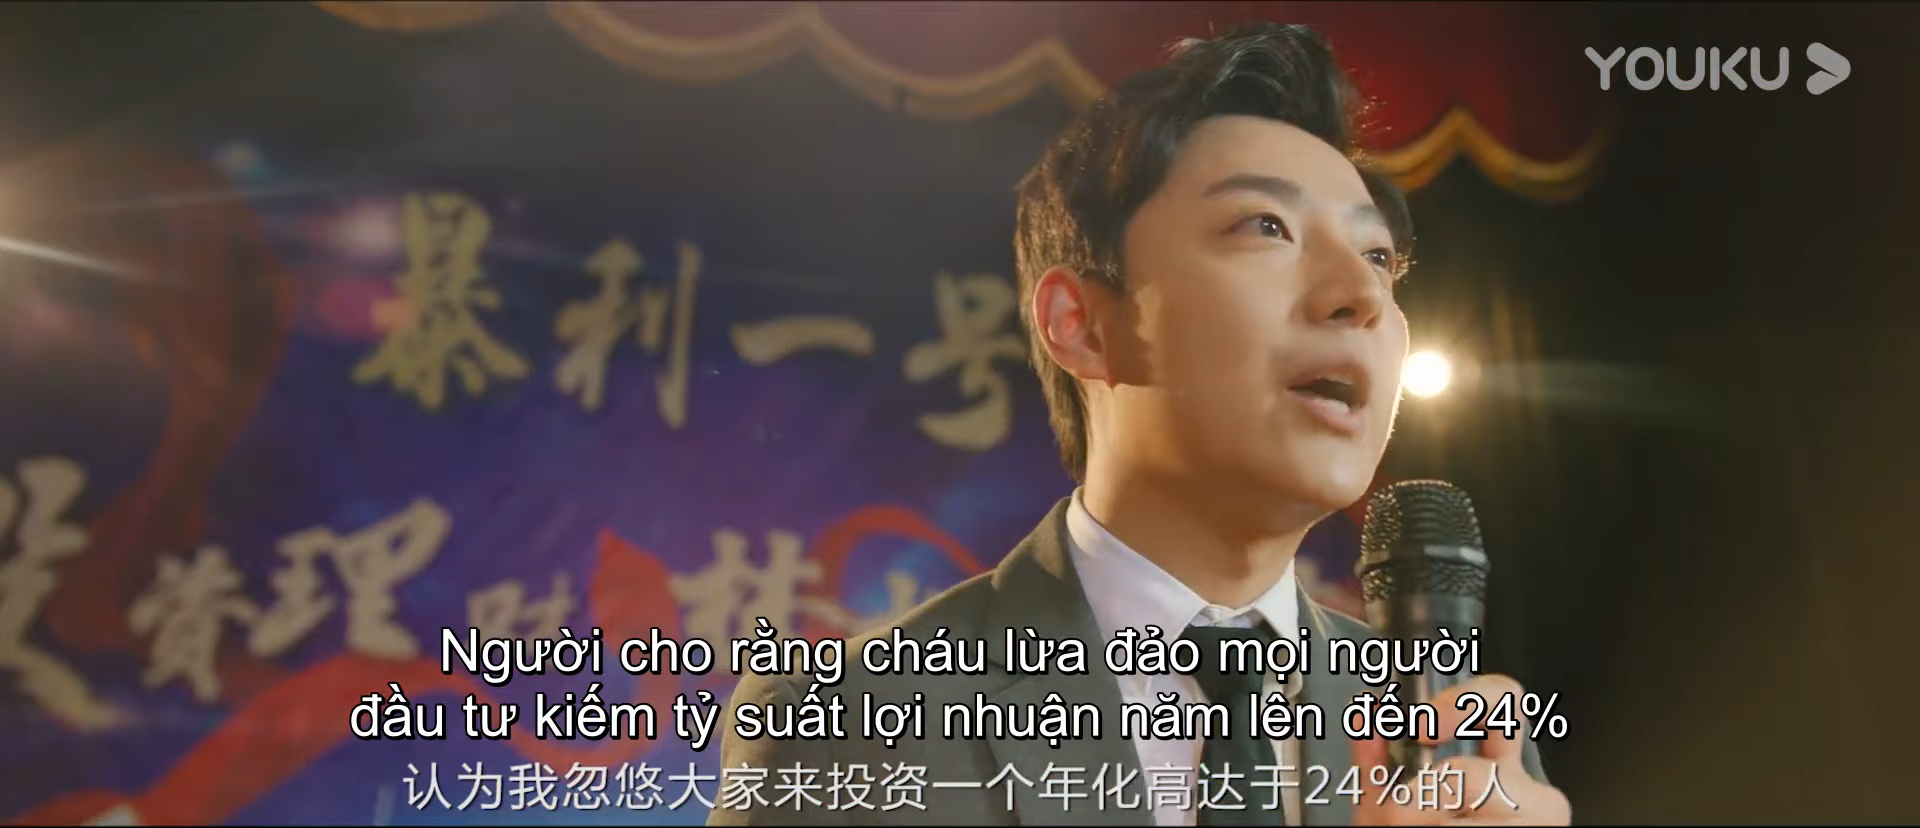 YOUKU
暴利一号
投资理财
Người cho rằng cháu lừa đảo mọi người
đầu tư kiếm tỷ suất lợi nhuận năm lên đến 24%
认为我忽悠大家来投资一个年化高达于24%的人